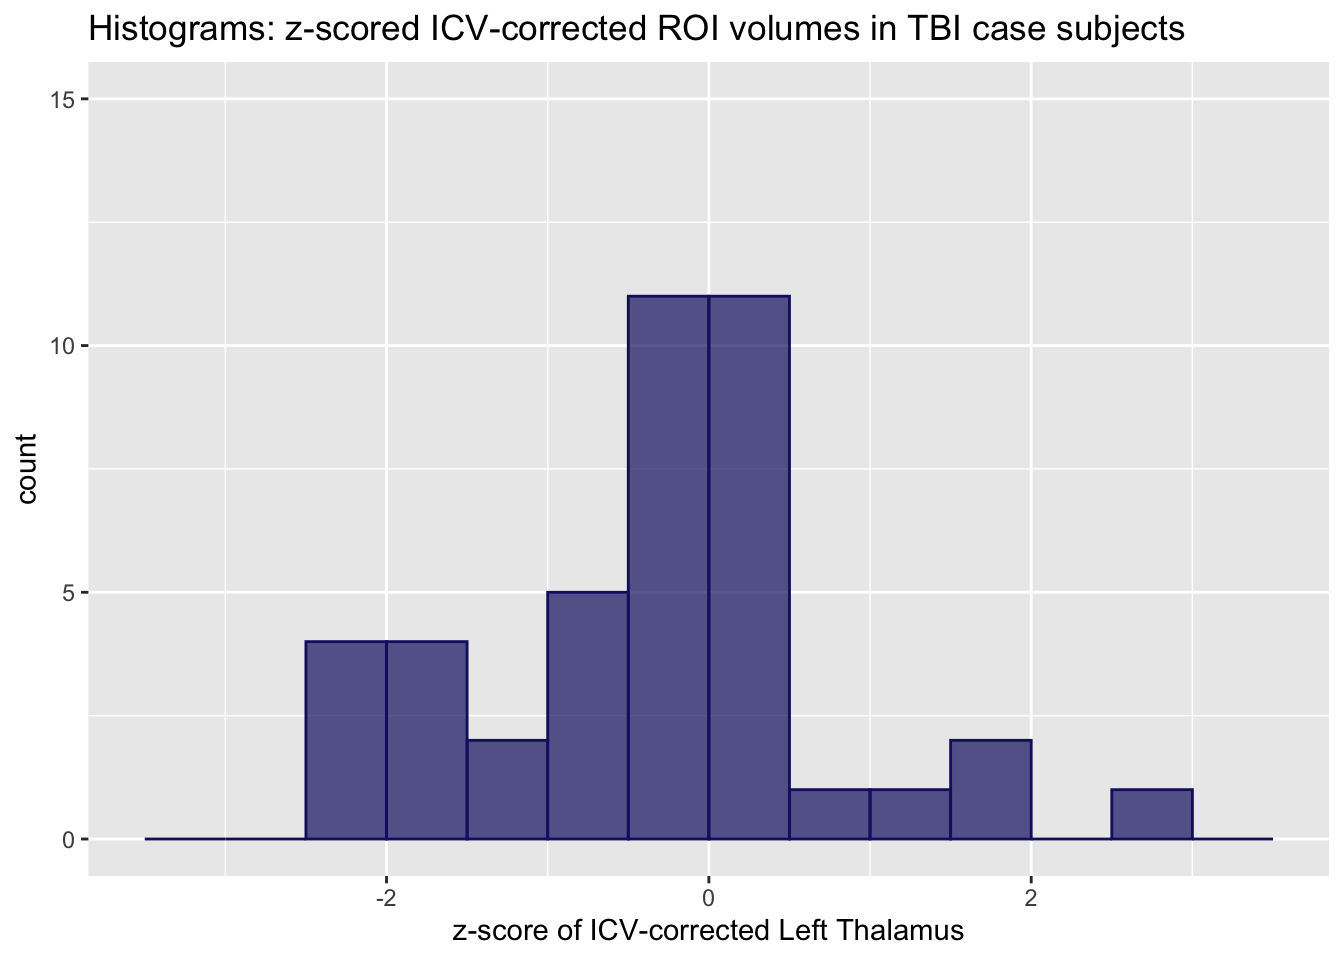 Histograms: z-scored ICV-corrected ROI volumes in TBI case subjects
15
10
5
0
count
-2
0
2
z-score of ICV-corrected Left Thalamus